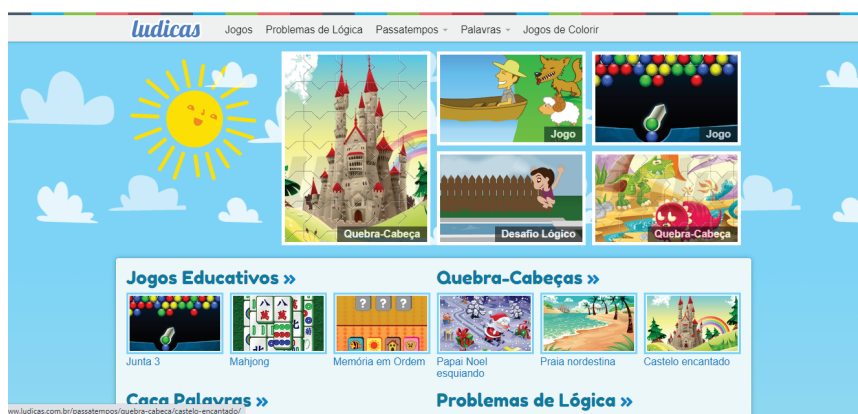 ludicas
Jogos Problemas de Lógica Passatempos Palavras Jogos de Colorir
Jogo
Jogo
Quebra-Cabeça
Desafio Lógico
Quebra-Cabeça
Jogos Educativos »
Quebra-Cabeças »
? ? ?
Junta 3
Mahjong
Memória em Ordem
Papai Noel
esquiando
Praia nordestina
Castelo encantado
Caça Palavras »
Problemas de Lógica »
ww.ludicas.com.br/passatempos/quebra-cabeca/castelo-encantado/